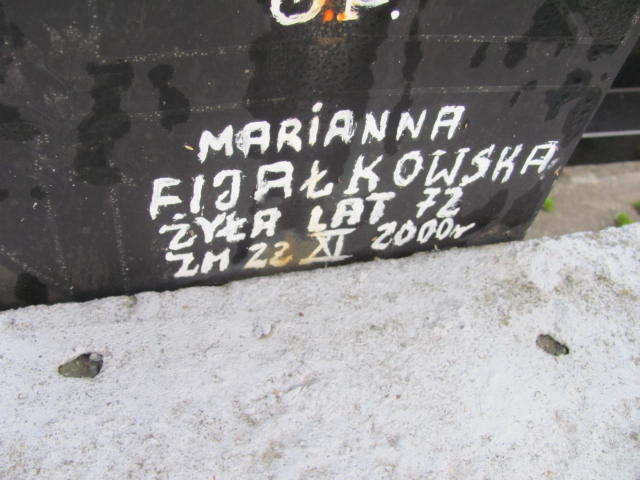 Ś.P.
MARIANNA
FIJAŁKOWSKA
ŻYŁA LAT 72
ZM 22 XI 2000r